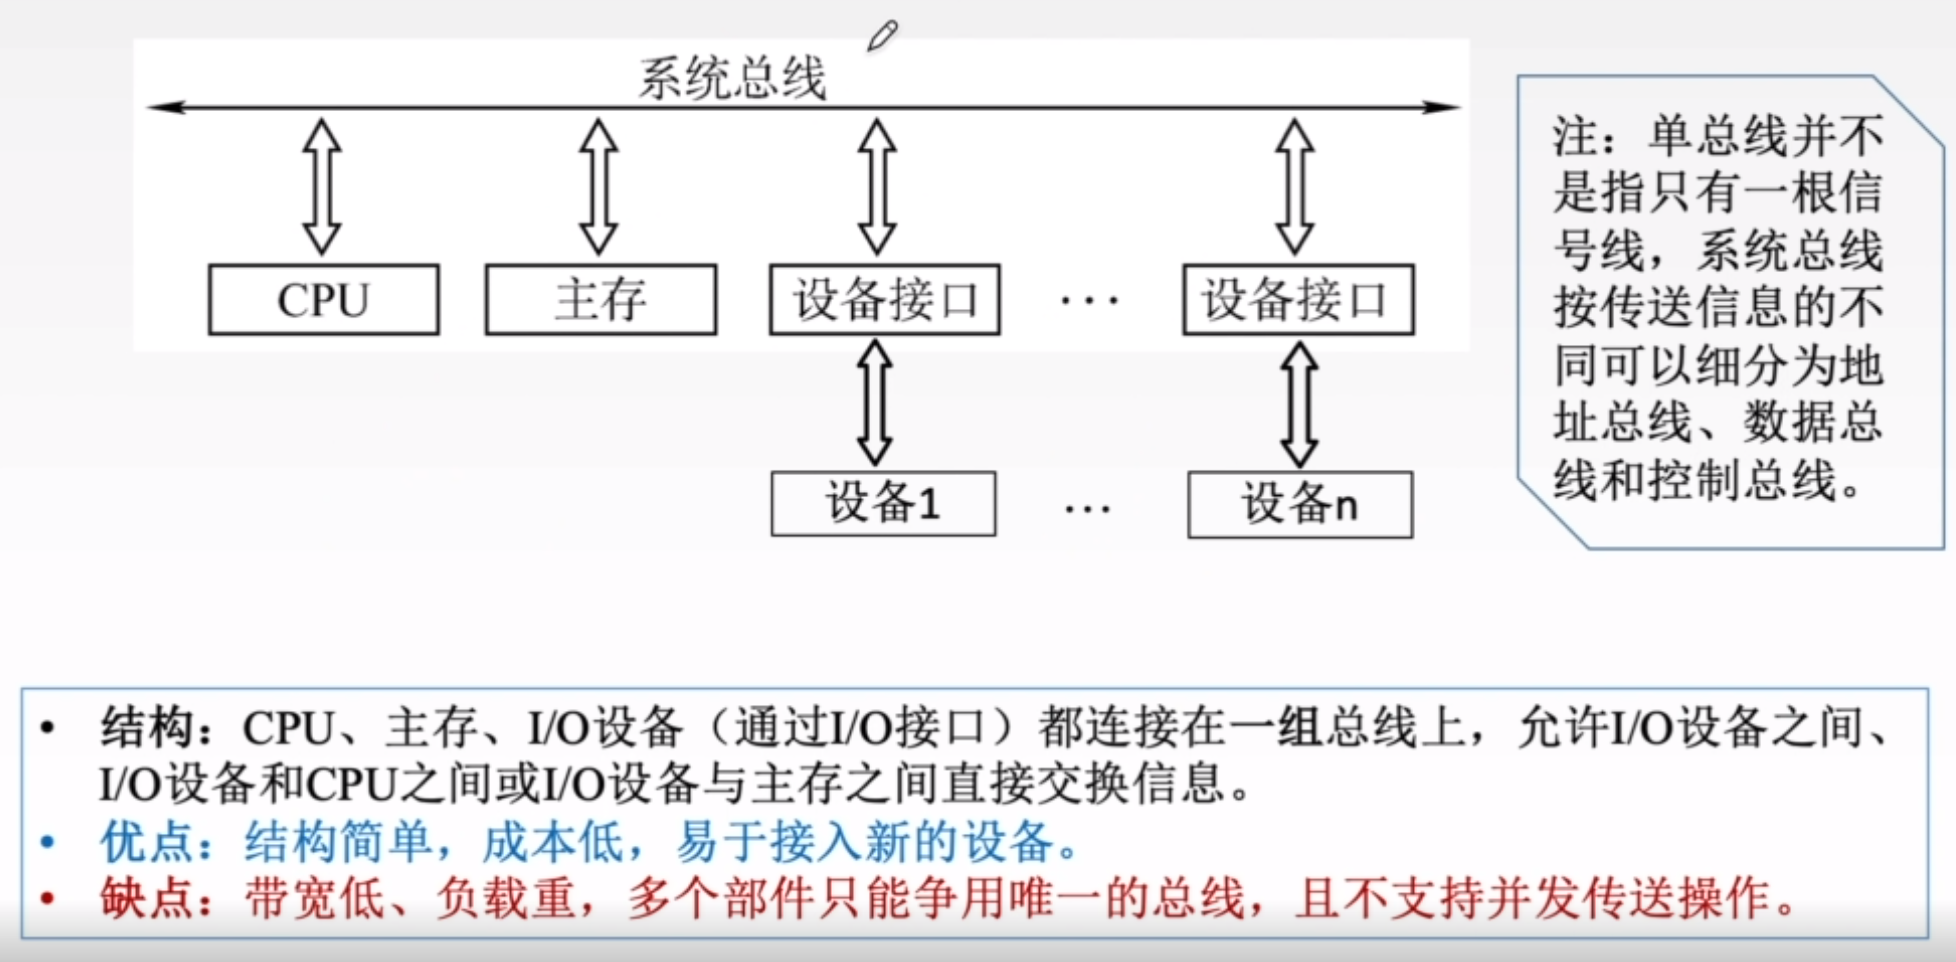 系统总线
CPU
主存
设备接口
···
设备接口
设备1
···
设备n
注：单总线并不
是指只有一根信
号线，系统总线
按传送信息的不
同可以细分为地
址总线、数据总
线和控制总线。
• 结构：CPU、主存、I/O设备（通过I/O接口）都连接在一组总线上，允许I/O设备之间、
I/O设备和CPU之间或I/O设备与主存之间直接交换信息。
• 优点：结构简单，成本低，易于接入新的设备。
• 缺点：带宽低、负载重，多个部件只能争用唯一的总线，且不支持并发传送操作。